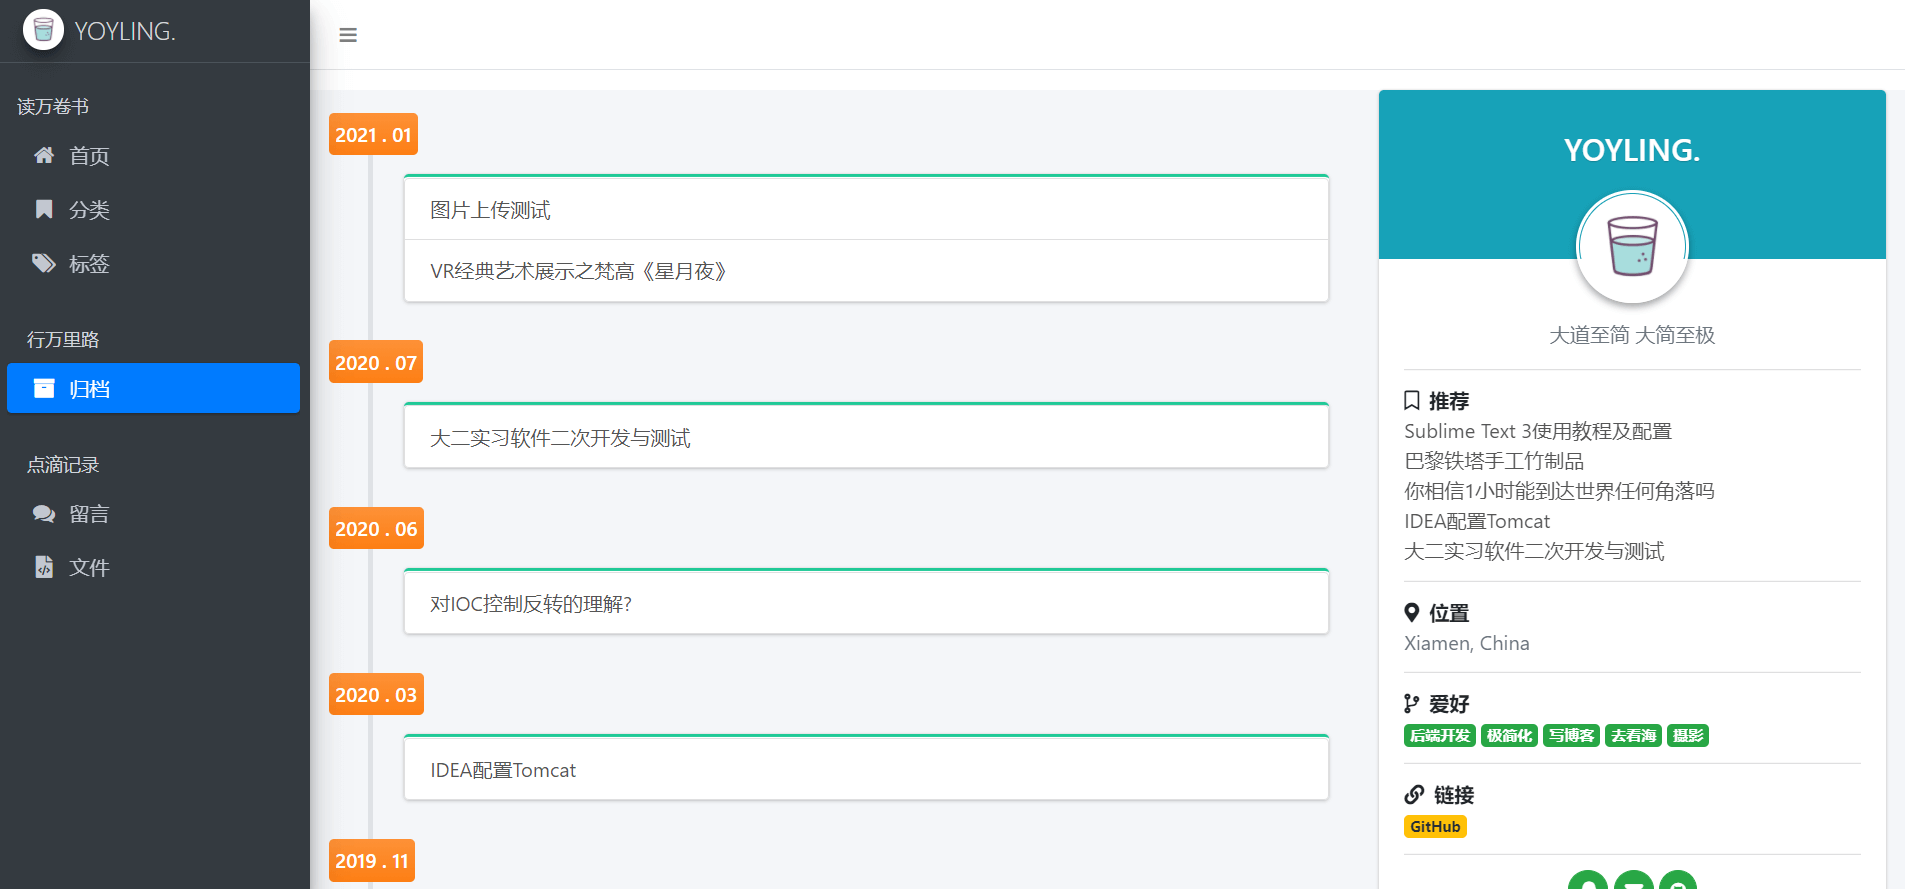 YOYLING.
读万卷书
首页
分类
标签
行万里路
归档
点滴记录
留言
文件
2021 . 01
图片上传测试
VR经典艺术展示之梵高《星月夜》
2020 . 07
大二实习软件二次开发与测试
2020 . 06
对IOC控制反转的理解?
2020 . 03
IDEA配置Tomcat
2019 . 11
YOYLING.
大道至简 大简至极
推荐
Sublime Text 3使用教程及配置
巴黎铁塔手工竹制品
你相信1小时能到达世界任何角落吗
IDEA配置Tomcat
大二实习软件二次开发与测试
位置
Xiamen, China
爱好
后端开发 极简化 写博客 去看海 摄影
链接
GitHub